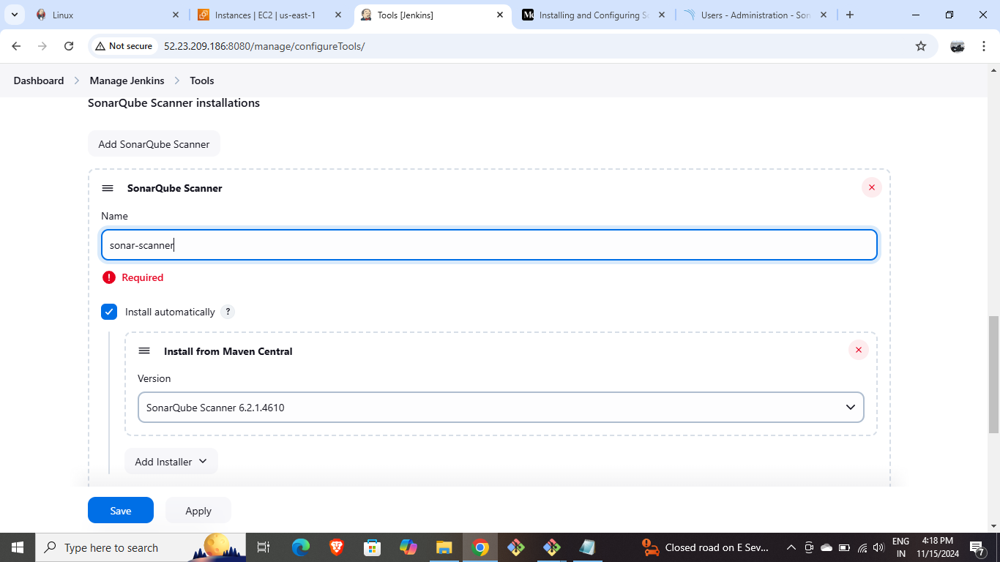 Linux
Instances | EC2 | us-east-1
Tools [Jenkins]
Installing and Configuring S
Users - Administration - Son
Not secure
52.23.209.186:8080/manage/configureTools/
Dashboard
Manage Jenkins
Tools
SonarQube Scanner installations
Add SonarQube Scanner
SonarQube Scanner
Name
sonar-scanner
Required
Install automatically ?
Install from Maven Central
Version
SonarQube Scanner 6.2.1.4610
Add Installer
Save
Apply
Type here to search
Closed road on E Sev...
ENG
IN
4:18 PM
11/15/2024
7